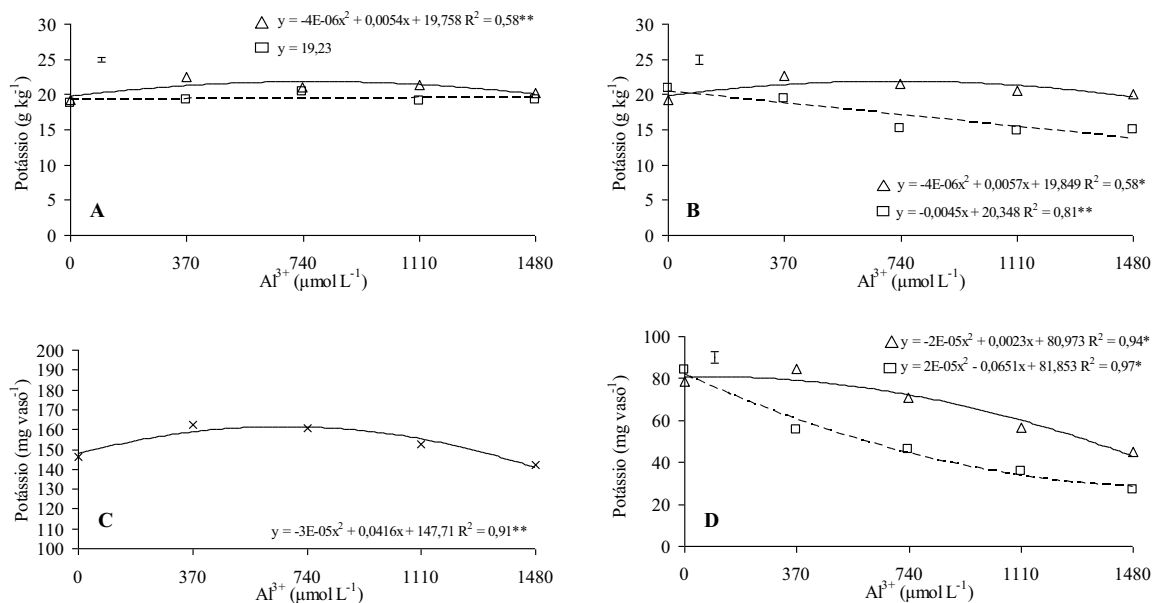 y = -4E-06x² + 0,0054x + 19,758 R² = 0,58**
y = 19,23
Potássio (g kg⁻¹)
40
35
30
25
20
15
10
5
0
A
0 370 740 1110 1480
Al³⁺ (µmol L⁻¹)
Potássio (g kg⁻¹)
40
35
30
25
20
15
10
5
0
y = -4E-06x² + 0,0057x + 19,849 R² = 0,58*
y = -0,0045x + 20,348 R² = 0,81**
B
0 370 740 1110 1480
Al³⁺ (µmol L⁻¹)
Potássio (mg vaso⁻¹)
200
190
180
170
160
150
140
130
120
110
100
C
y = -3E-05x² + 0,0416x + 147,71 R² = 0,91**
0 370 740 1110 1480
Al³⁺ (µmol L⁻¹)
y = -2E-05x² + 0,0023x + 80,973 R² = 0,94*
y = 2E-05x² - 0,0651x + 81,853 R² = 0,97*
Potássio (mg vaso⁻¹)
100
80
60
40
20
0
D
0 370 740 1110 1480
Al³⁺ (µmol L⁻¹)